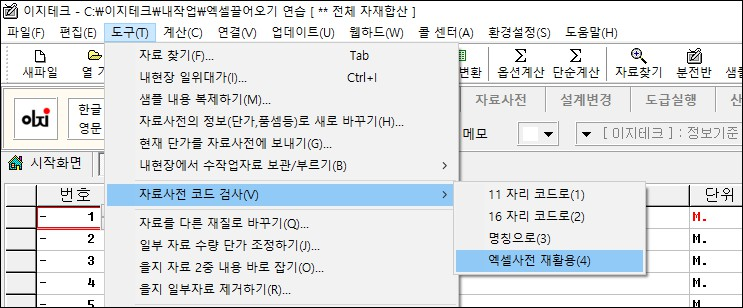 이지테크 - C:\이지테크\내작업\엑셀끌어오기 연습 [ ** 전체 자재합산 ]
파일(F) 편집(E) 도구(T) 계산(C) 연결(V) 업데이트(U) 웹하드(W) 콜 센터(A) 환경설정(S) 도움말(H)
새파일 열 기 변환 옵션계산 단순계산 자료찾기 분전반 샘플
이지 한글 영문 자료사전 설계변경 도급실행
메모 [ 이지테크 ] : 정보기준
시작화면
번호 단위
1 M.
2 M.
3 M.
4 M.
5 M.
자료 찾기(F)... Tab
내현장 일위대가(I)... Ctrl+I
샘플 내용 복제하기(M)...
자료사전의 정보(단가,품셈등)로 새로 바꾸기(H)...
현재 단가를 자료사전에 보내기(G)...
내현장에서 수작업자료 보관/부르기(B)
자료사전 코드 검사(V)
자료를 다른 재질로 바꾸기(Q)...
일부 자료 수량 단가 조정하기(J)...
을지 자료 2중 내용 바로 잡기(O)...
을지 일부자료 제거하기(R)...
11 자리 코드로(1)
16 자리 코드로(2)
명칭으로(3)
엑셀사전 재활용(4)